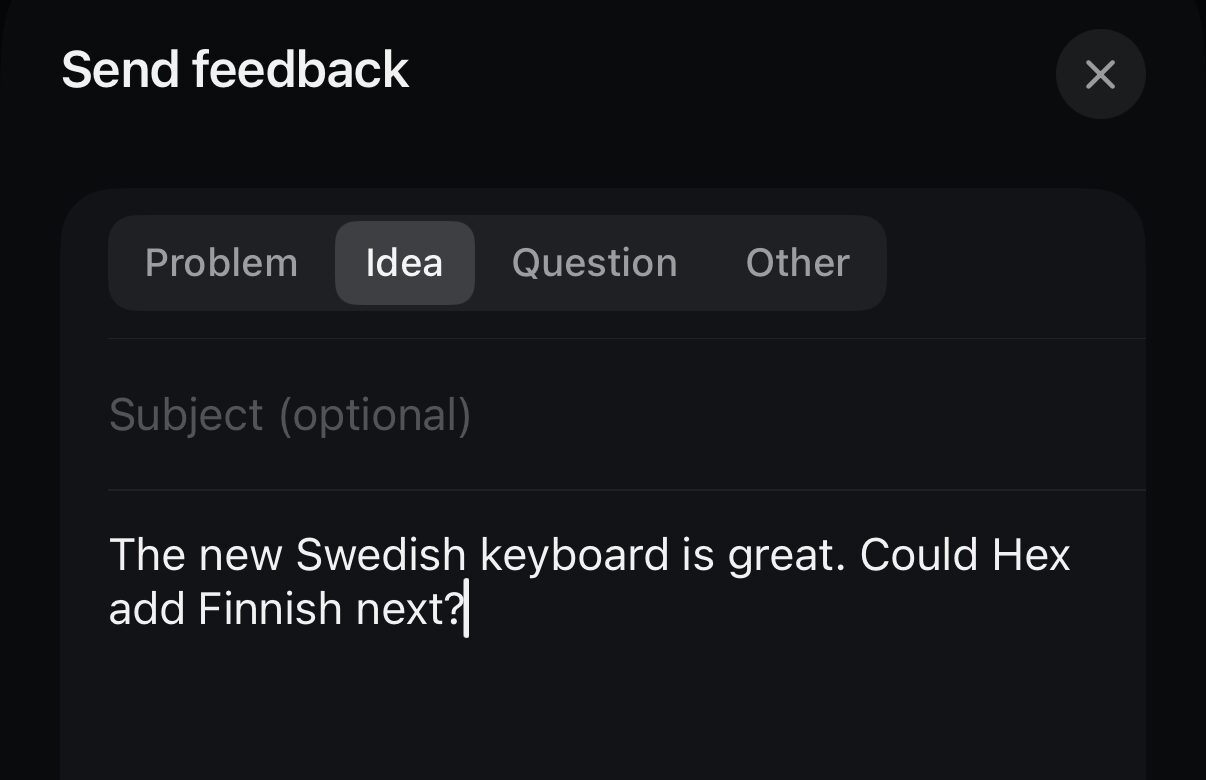 Send feedback
Problem Idea Question Other
Subject (optional)
The new Swedish keyboard is great. Could Hex
add Finnish next?